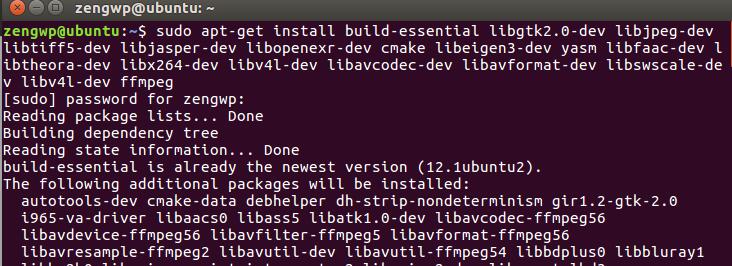 zengwp@ubuntu: ~
zengwp@ubuntu:~$ sudo apt-get install build-essential libgtk2.0-dev libjpeg-dev
libtiff5-dev libjasper-dev libopenexr-dev cmake libeigen3-dev yasm libfaac-dev l
ibtheora-dev libx264-dev libv4l-dev libavcodec-dev libavformat-dev libswscale-de
v libv4l-dev ffmpeg
[sudo] password for zengwp:
Reading package lists... Done
Building dependency tree
Reading state information... Done
build-essential is already the newest version (12.1ubuntu2).
The following additional packages will be installed:
autotools-dev cmake-data debhelper dh-strip-nondeterminism gir1.2-gtk-2.0
i965-va-driver libaacs0 libass5 libatk1.0-dev libavcodec-ffmpeg56
libavdevice-ffmpeg56 libavfilter-ffmpeg5 libavformat-ffmpeg56
libavresample-ffmpeg2 libavutil-dev libavutil-ffmpeg54 libbdplus0 libbluray1